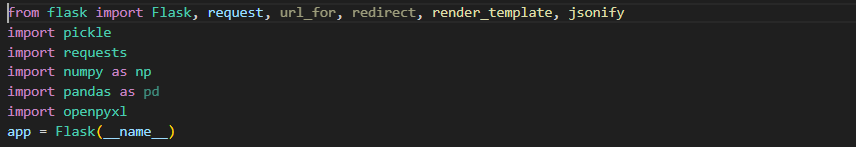 from flask import Flask, request, url_for, redirect, render_template, jsonify
import pickle
import requests
import numpy as np
import pandas as pd
import openpyxl
app = Flask(__name__)